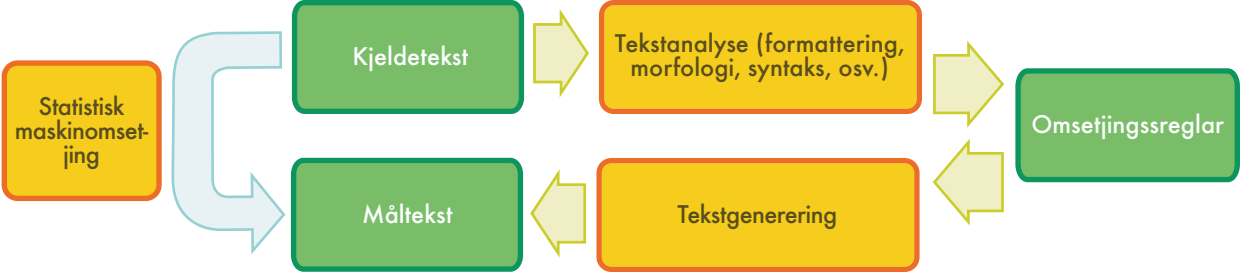 Statistisk
maskinomset-
jing
Kjeldetekst
Tekstanalyse (formattering,
morfologi, syntaks, osv.)
Omsetjingssreglar
Tekstgenerering
Måltekst